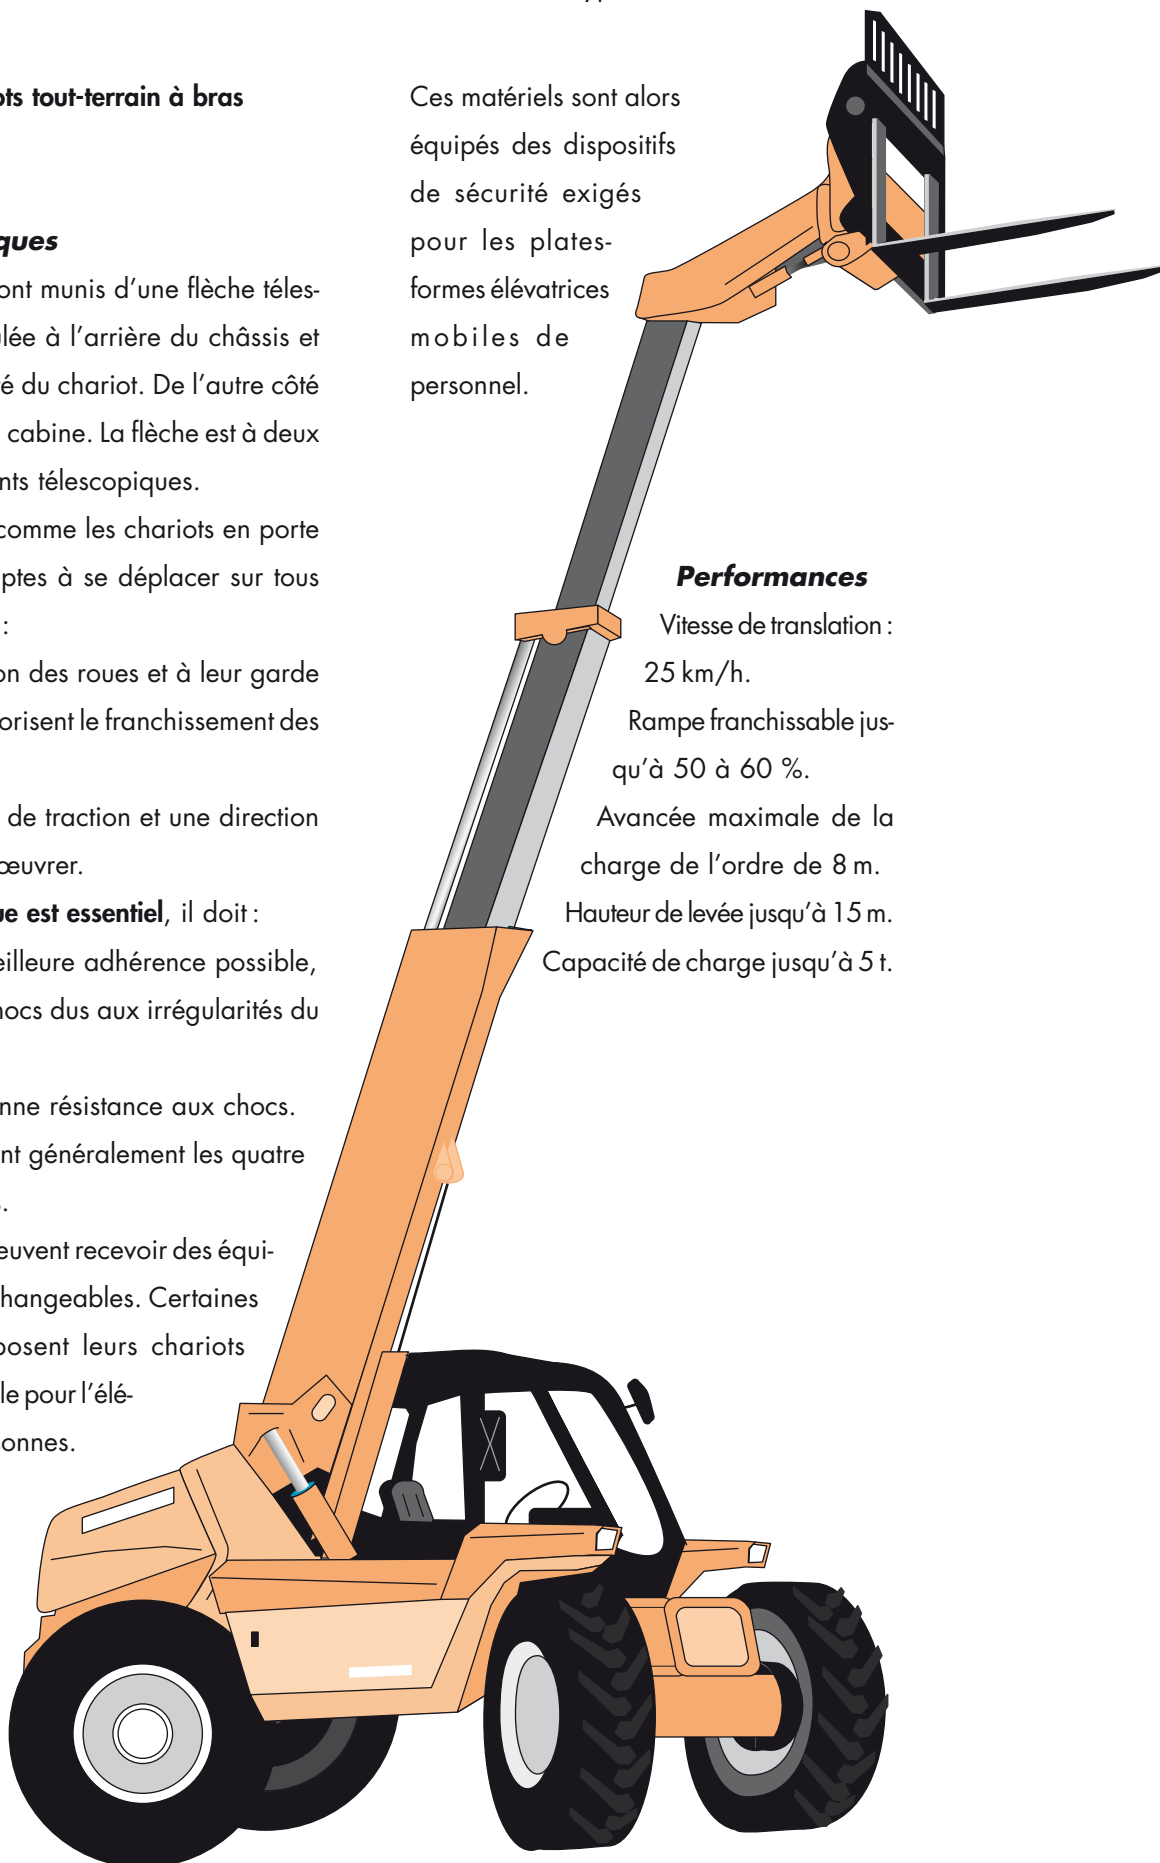 ots tout-terrain à bras
ques
ont munis d'une flèche téles-
lée à l'arrière du châssis et
é du chariot. De l'autre côté
cabine. La flèche est à deux
nts télescopiques.
comme les chariots en porte
ptes à se déplacer sur tous
:
on des roues et à leur garde
orisent le franchissement des
de traction et une direction
œuvrer.
ue est essentiel, il doit :
eilleure adhérence possible,
hocs dus aux irrégularités du
nne résistance aux chocs.
nt généralement les quatre
.
euvent recevoir des équi-
hangeables. Certaines
posent leurs chariots
le pour l'élé-
onnes.
Ces matériels sont alors
équipés des dispositifs
de sécurité exigés
pour les plates-
formes élévatrices
mobiles de
personnel.
Performances
Vitesse de translation :
25 km/h.
Rampe franchissable jus-
qu'à 50 à 60 %.
Avancée maximale de la
charge de l'ordre de 8 m.
Hauteur de levée jusqu'à 15 m.
Capacité de charge jusqu'à 5 t.